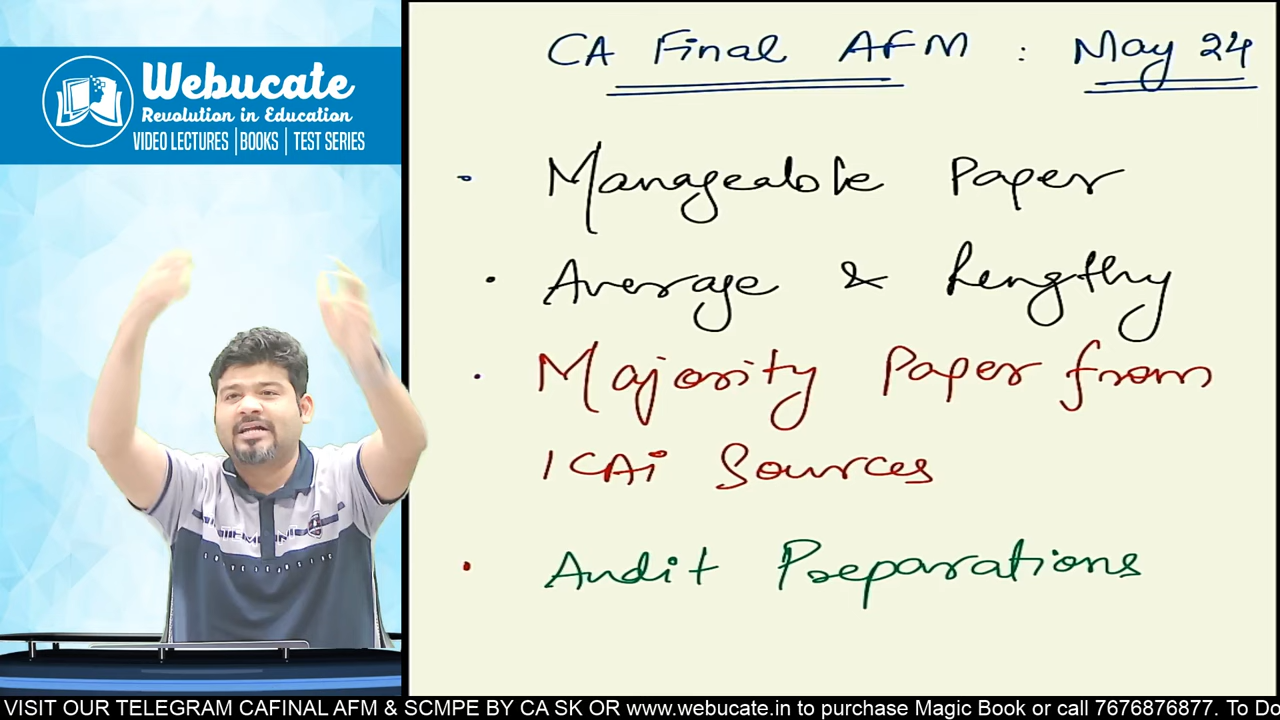 Webucate
Revolution in Education
VIDEO LECTURES | BOOKS | TEST SERIES
CA Final AFM : May 24
• Manageable Paper
• Average & Lengthy
• Majority Paper from
ICAi Sources
• Audit Preparations
VISIT OUR TELEGRAM CAFINAL AFM & SCMPE BY CA SK OR www.webucate.in to purchase Magic Book or call 7676876877. To Do